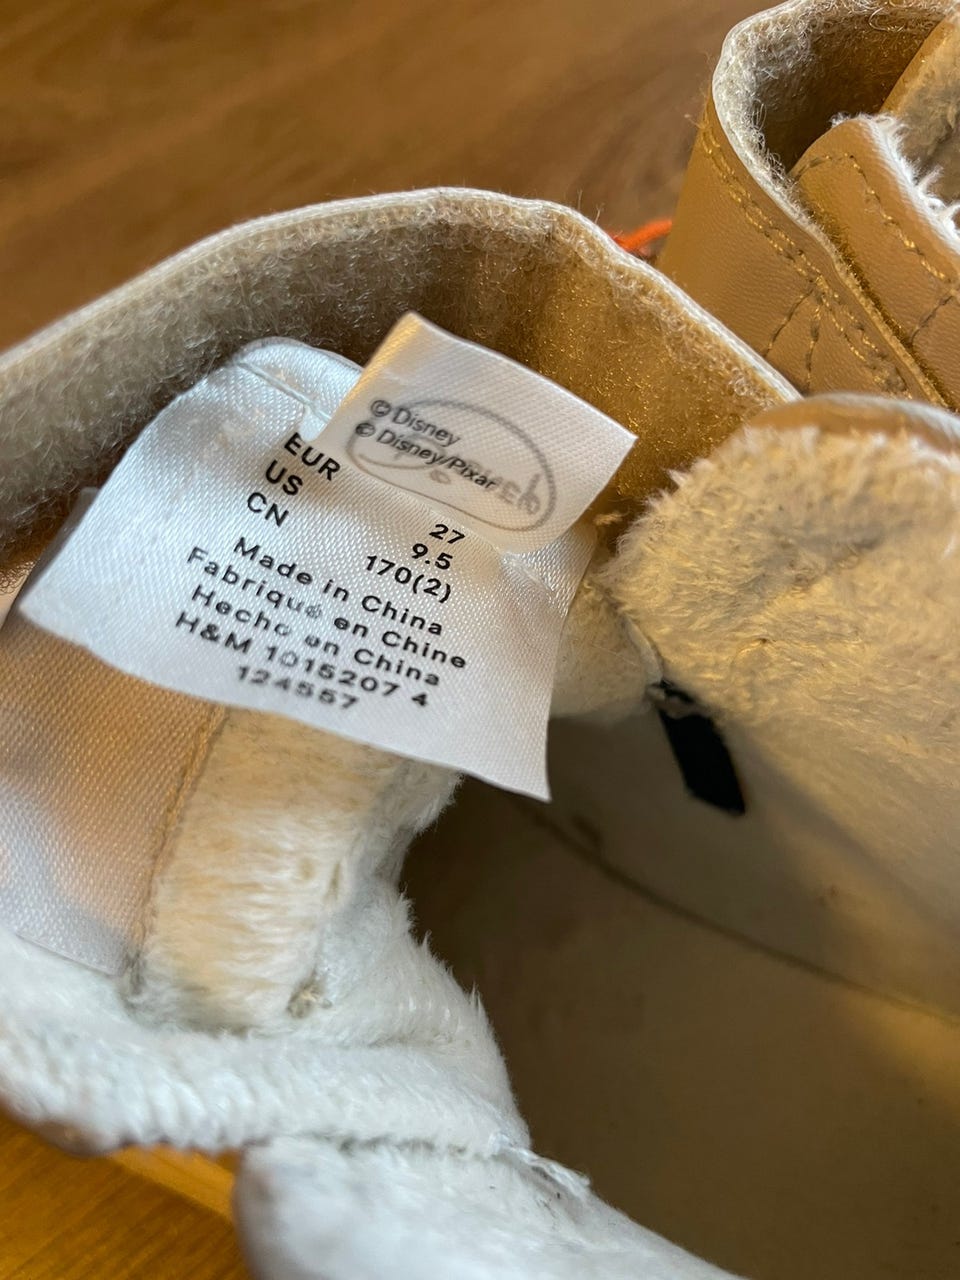 © Disney
© Disney/Pixar
EUR 27
US 9.5
CN 170(2)
Made in China
Fabriqué en Chine
Hecho en China
H&M 1015207 4
124557